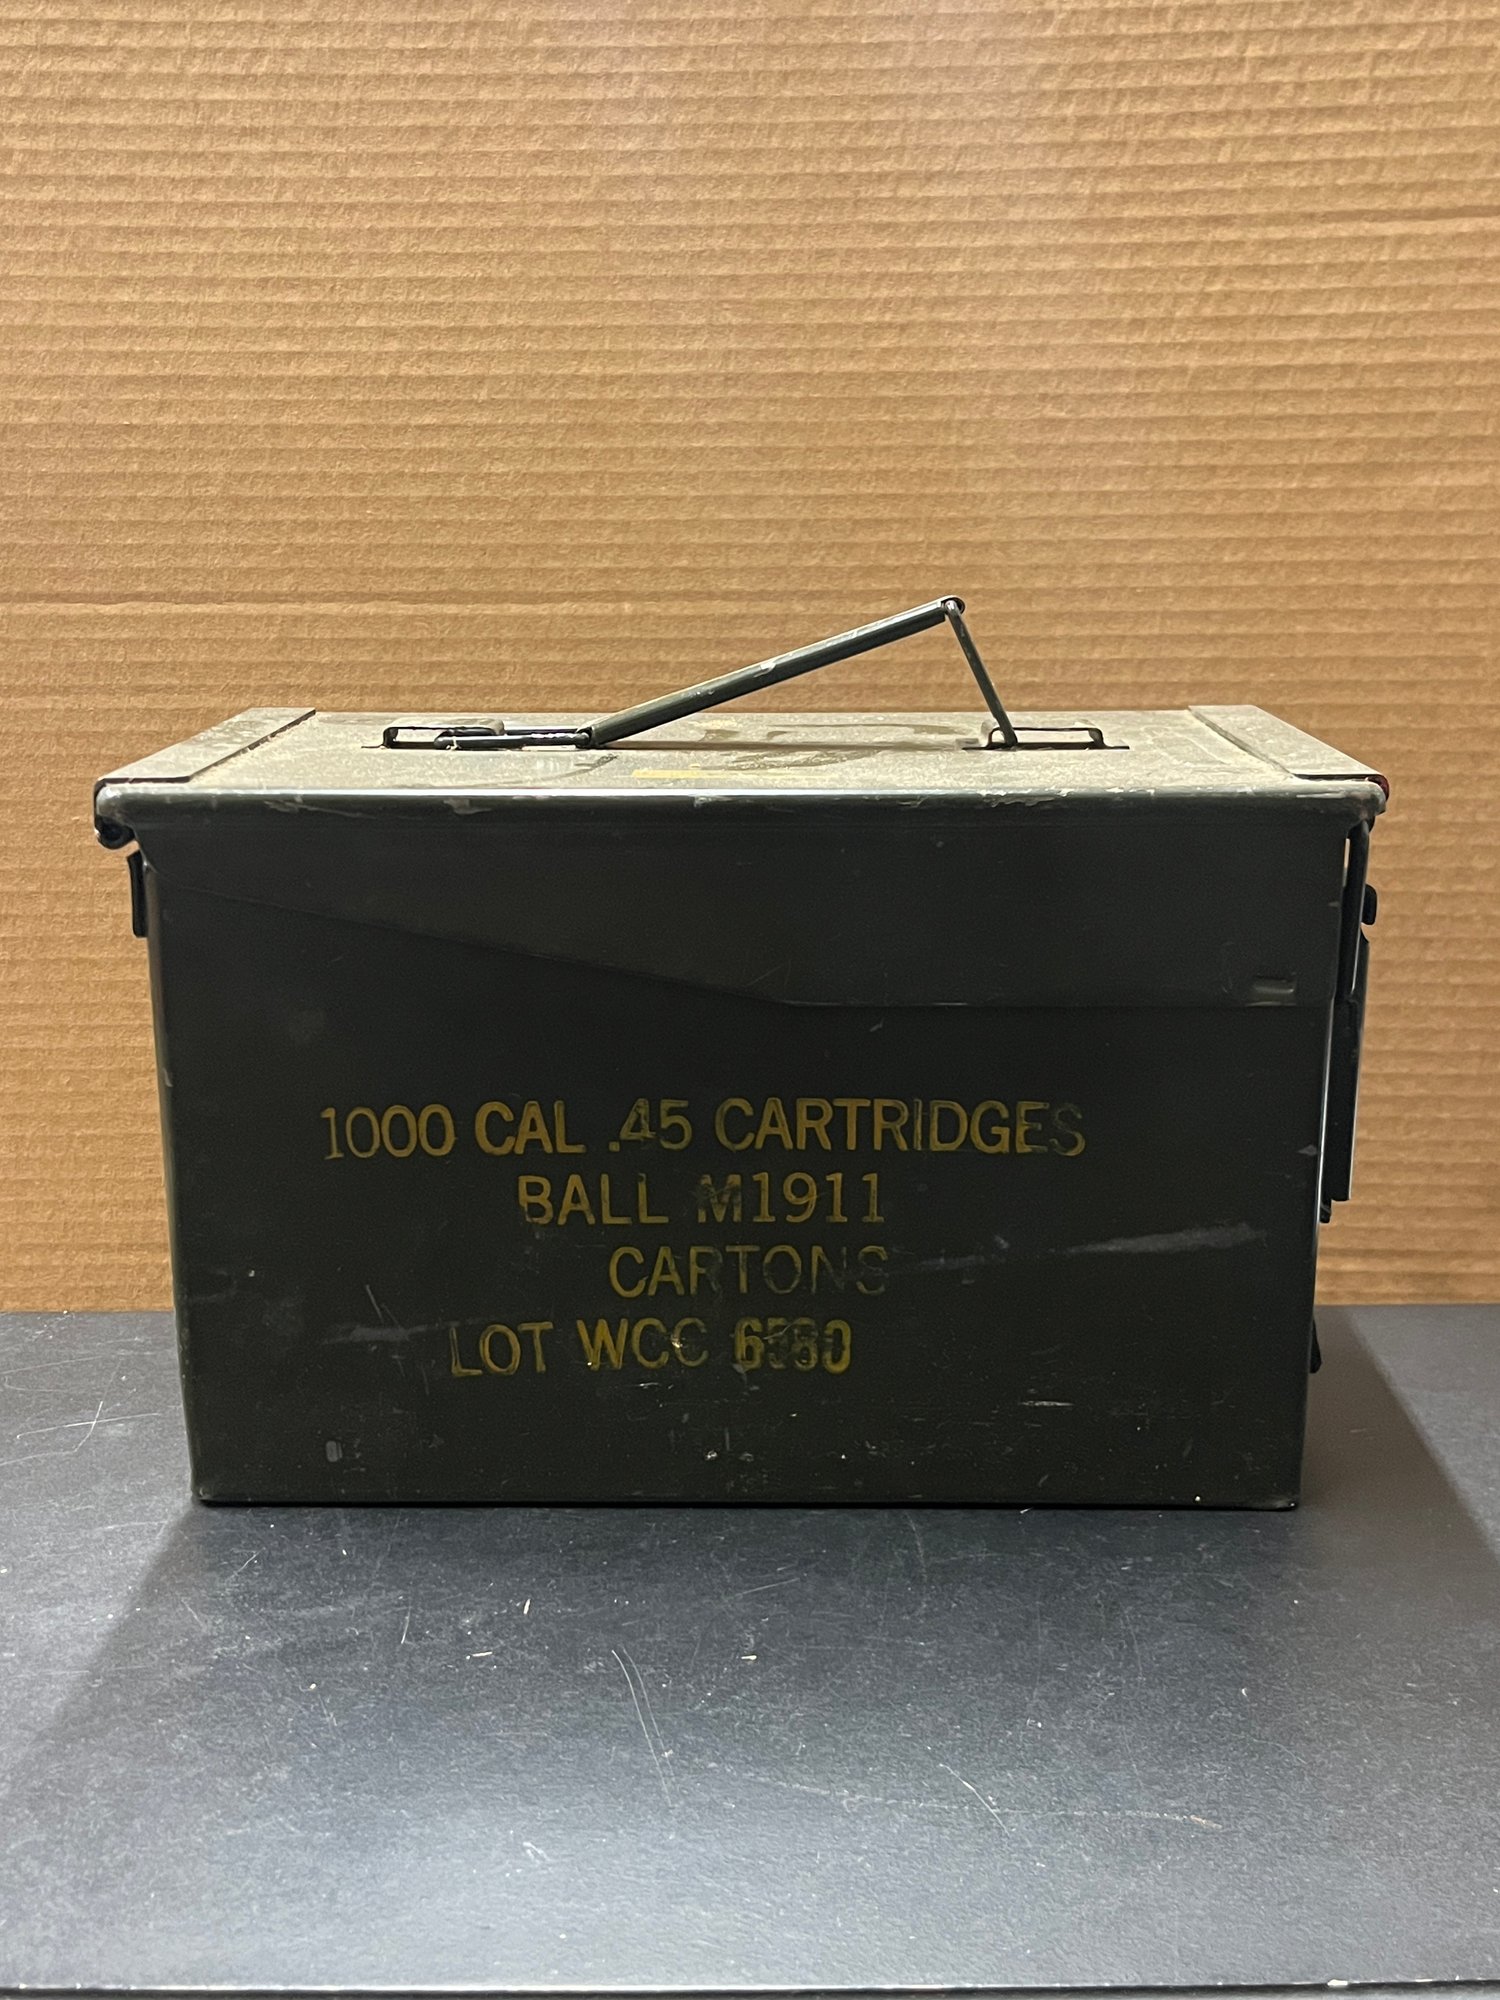 1000 CAL .45 CARTRIDGES
BALL M1911
CARTONS
LOT WCC